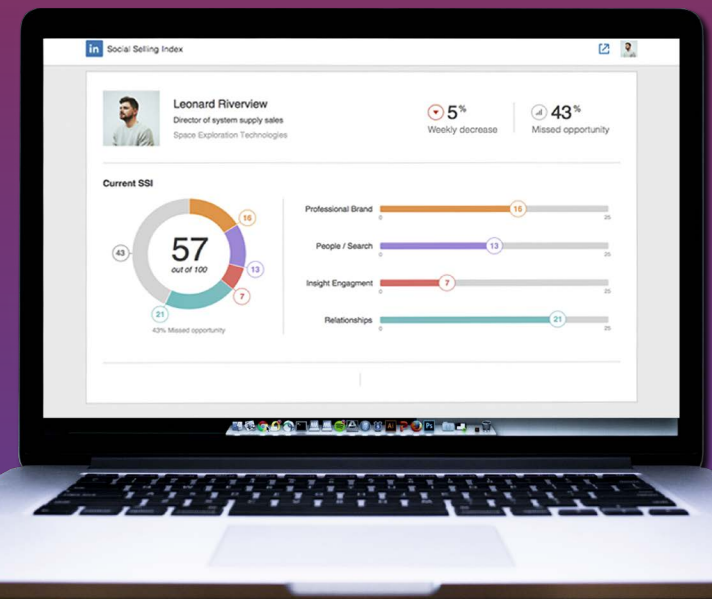 in Social Selling Index
Leonard Riverview
Director of system supply sales
Space Exploration Technologies
5%
Weekly decrease
43%
Missed opportunity
Current SSI
57
out of 100
16
13
7
21
43
43% Missed opportunity
Professional Brand
16
0
25
People / Search
13
0
25
Insight Engagment
7
0
25
Relationships
21
0
25
Ai
Ps